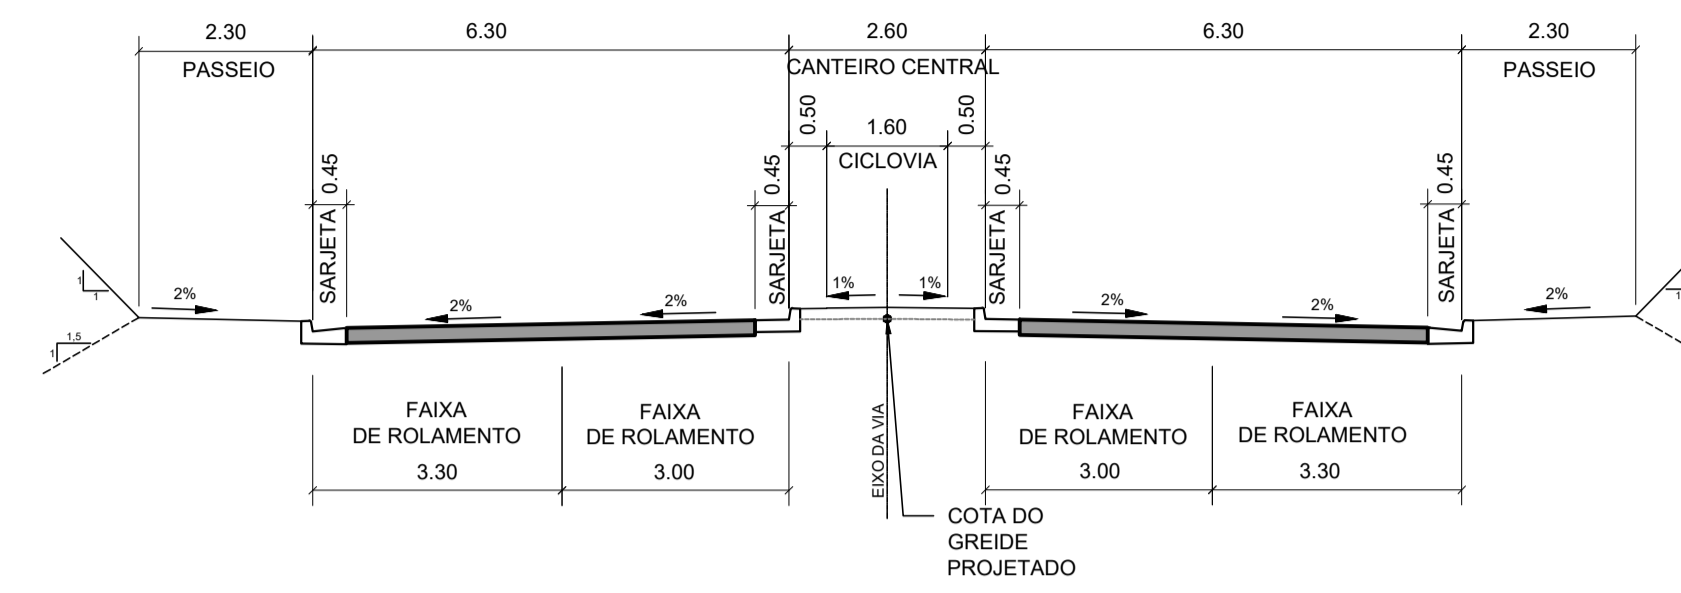 2.30
6.30
2.60
6.30
2.30
PASSEIO
CANTEIRO CENTRAL
PASSEIO
0.50
1.60
0.50
CICLOVIA
0.45
0.45
0.45
0.45
SARJETA
SARJETA
SARJETA
SARJETA
1
1
2%
2%
2%
1%
1%
2%
2%
2%
1
1
1,5
FAIXA
DE ROLAMENTO
3.30
FAIXA
DE ROLAMENTO
3.00
EIXO DA VIA
FAIXA
DE ROLAMENTO
3.00
FAIXA
DE ROLAMENTO
3.30
COTA DO
GREIDE
PROJETADO